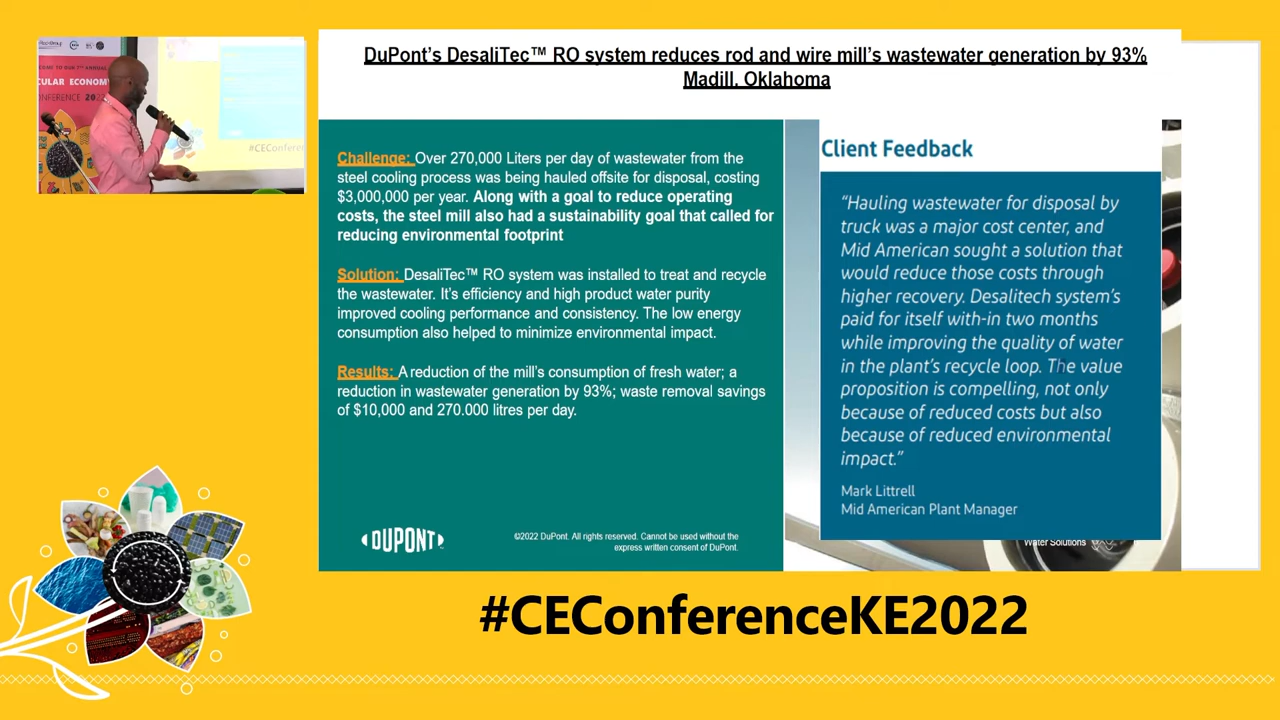 DuPont's DesaliTec™ RO system reduces rod and wire mill's wastewater generation by 93%
Madill, Oklahoma
COME TO OUR 7TH ANNUAL
CULAR ECONOMY
ONFERENCE 202
#CEConferen
Challenge: Over 270,000 Liters per day of wastewater from the
steel cooling process was being hauled offsite for disposal, costing
$3,000,000 per year. Along with a goal to reduce operating
costs, the steel mill also had a sustainability goal that called for
reducing environmental footprint
Solution: DesaliTec™ RO system was installed to treat and recycle
the wastewater. It's efficiency and high product water purity
improved cooling performance and consistency. The low energy
consumption also helped to minimize environmental impact.
Results: A reduction of the mill's consumption of fresh water; a
reduction in wastewater generation by 93%; waste removal savings
of $10,000 and 270.000 litres per day.
DUPONT™
©2022 DuPont. All rights reserved. Cannot be used without the
express written consent of DuPont.
Client Feedback
“Hauling wastewater for disposal by
truck was a major cost center, and
Mid American sought a solution that
would reduce those costs through
higher recovery. Desalitech system's
paid for itself with-in two months
while improving the quality of water
in the plant's recycle loop. The value
proposition is compelling, not only
because of reduced costs but also
because of reduced environmental
impact.”
Mark Littrell
Mid American Plant Manager
Water Solutions
#CEConferenceKE2022